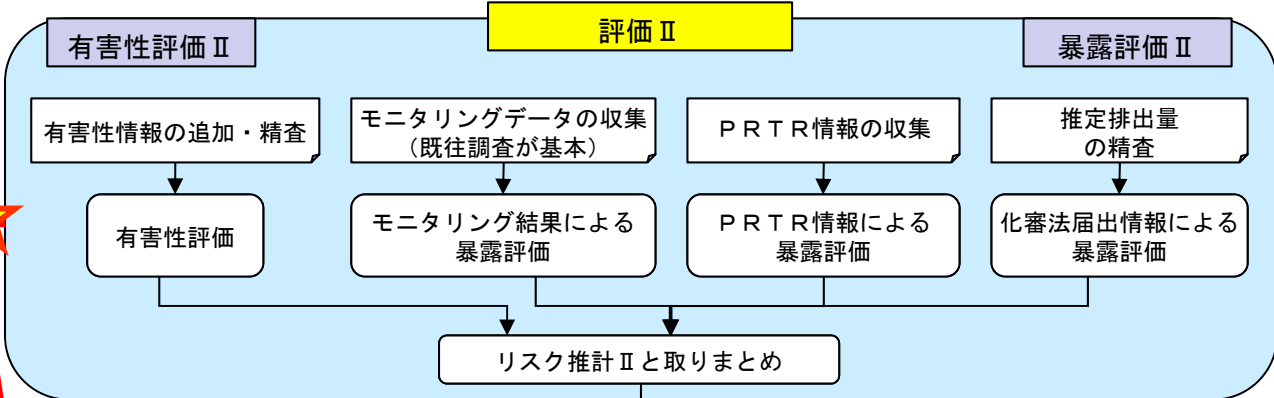 評価Ⅱ
有害性評価Ⅱ
暴露評価Ⅱ
有害性情報の追加・精査
モニタリングデータの収集
（既往調査が基本）
ＰＲＴＲ情報の収集
推定排出量
の精査
有害性評価
モニタリング結果による
暴露評価
ＰＲＴＲ情報による
暴露評価
化審法届出情報による
暴露評価
リスク推計Ⅱと取りまとめ